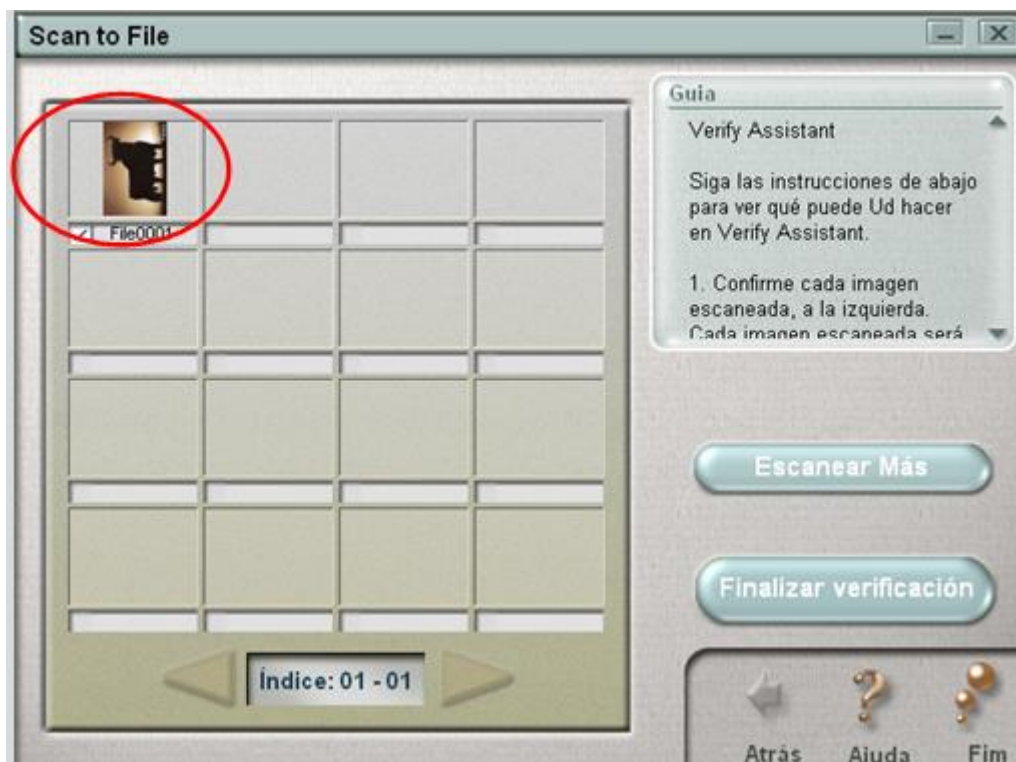 Scan to File
File0001
Índice: 01 - 01
Guia
Verify Assistant
Siga las instrucciones de abajo
para ver qué puede Ud hacer
en Verify Assistant.
1. Confirme cada imagen
escaneada, a la izquierda.
Cada imagen escaneada será
Escanear Más
Finalizar verificación
Atrás
Ajuda
Fim